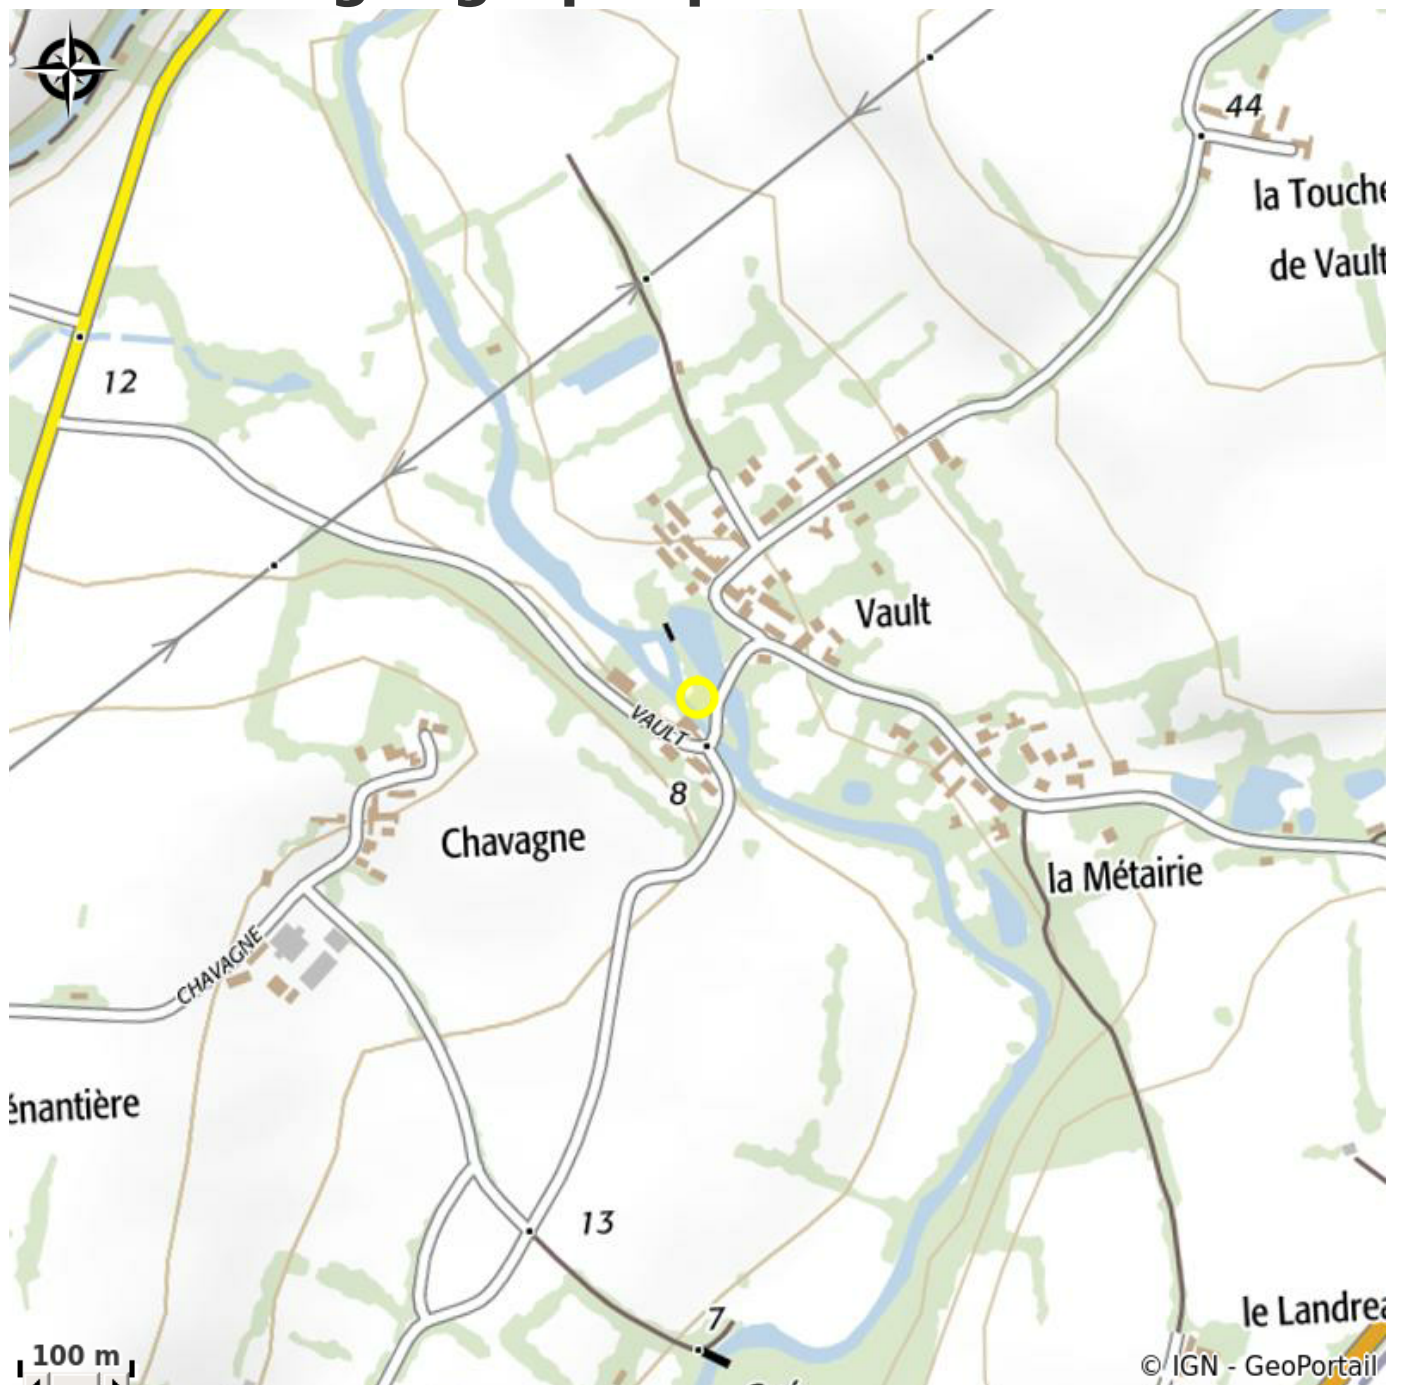 44
la Touche
de Vault
12
Vault
VAULT
8
Chavagne
la Métairie
CHAVAGNE
énantière
13
7
le Landrea
100 m
© IGN - GeoPortail